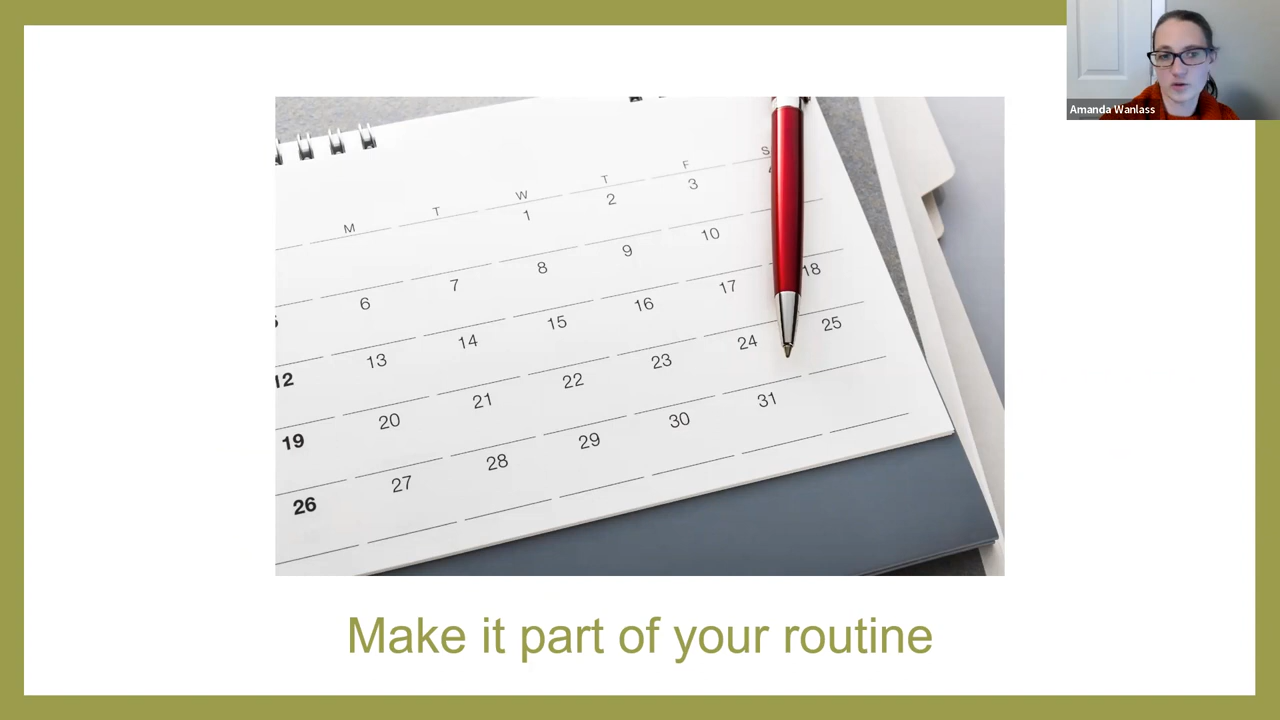 Amanda Wanlass
M T W T F S
1 2 3
6 7 8 9 10
12 13 14 15 16 17 18
19 20 21 22 23 24 25
26 27 28 29 30 31
Make it part of your routine